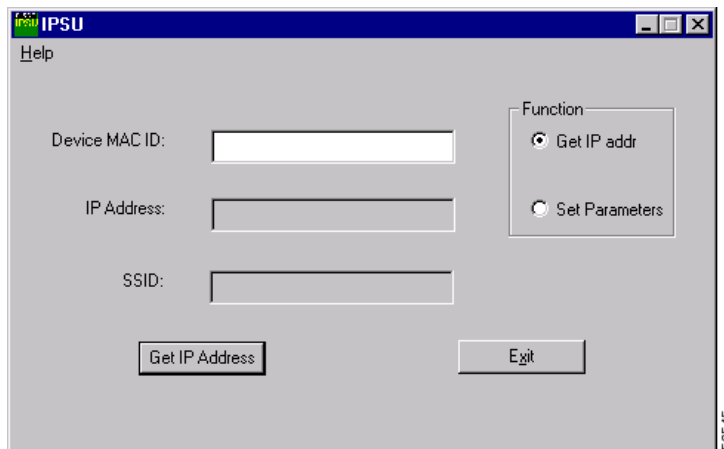 IPSU
Help
Function
Device MAC ID:
Get IP addr
IP Address:
Set Parameters
SSID:
Get IP Address
Exit